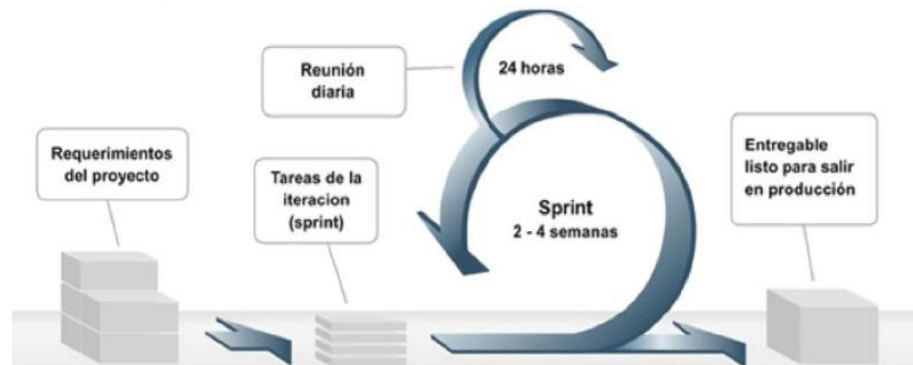 Reunión
diaria
24 horas
Requerimientos
del proyecto
Tareas de la
iteracion
(sprint)
Sprint
2 - 4 semanas
Entregable
listo para salir
en producción